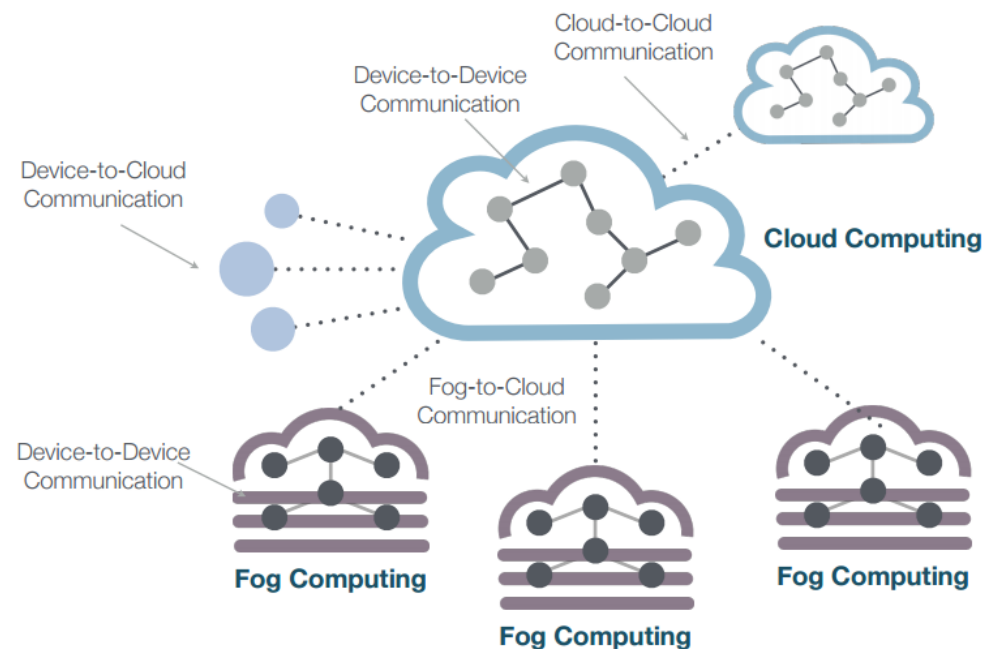 Cloud-to-Cloud
Communication
Device-to-Device
Communication
Device-to-Cloud
Communication
Cloud Computing
Fog-to-Cloud
Communication
Device-to-Device
Communication
Fog Computing
Fog Computing
Fog Computing